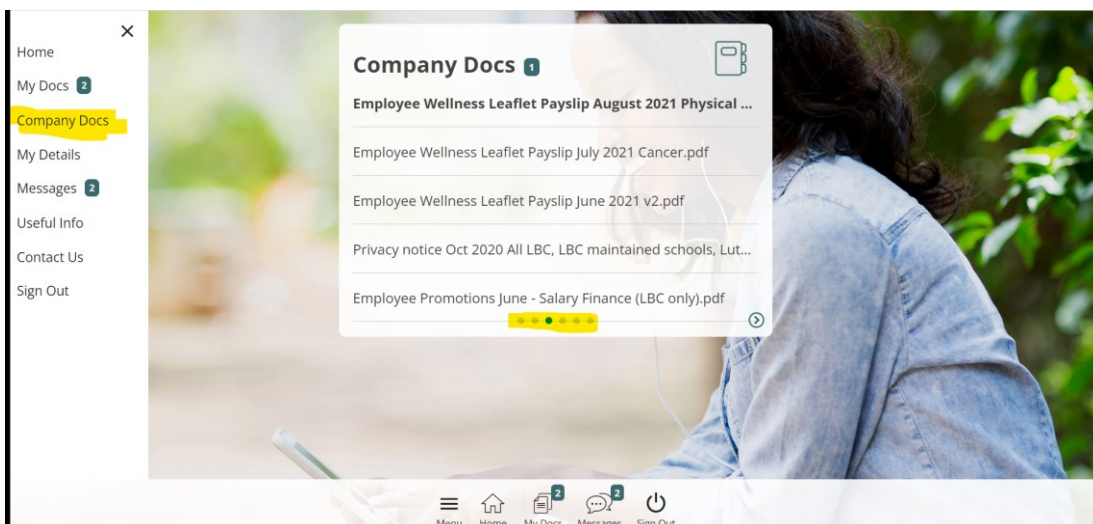 Home
My Docs 2
Company Docs
My Details
Messages 2
Useful Info
Contact Us
Sign Out
Company Docs 1
Employee Wellness Leaflet Payslip August 2021 Physical ...
Employee Wellness Leaflet Payslip July 2021 Cancer.pdf
Employee Wellness Leaflet Payslip June 2021 v2.pdf
Privacy notice Oct 2020 All LBC, LBC maintained schools, Lut...
Employee Promotions June - Salary Finance (LBC only).pdf
2 2
Menu Home My Docs Messages Sign Out